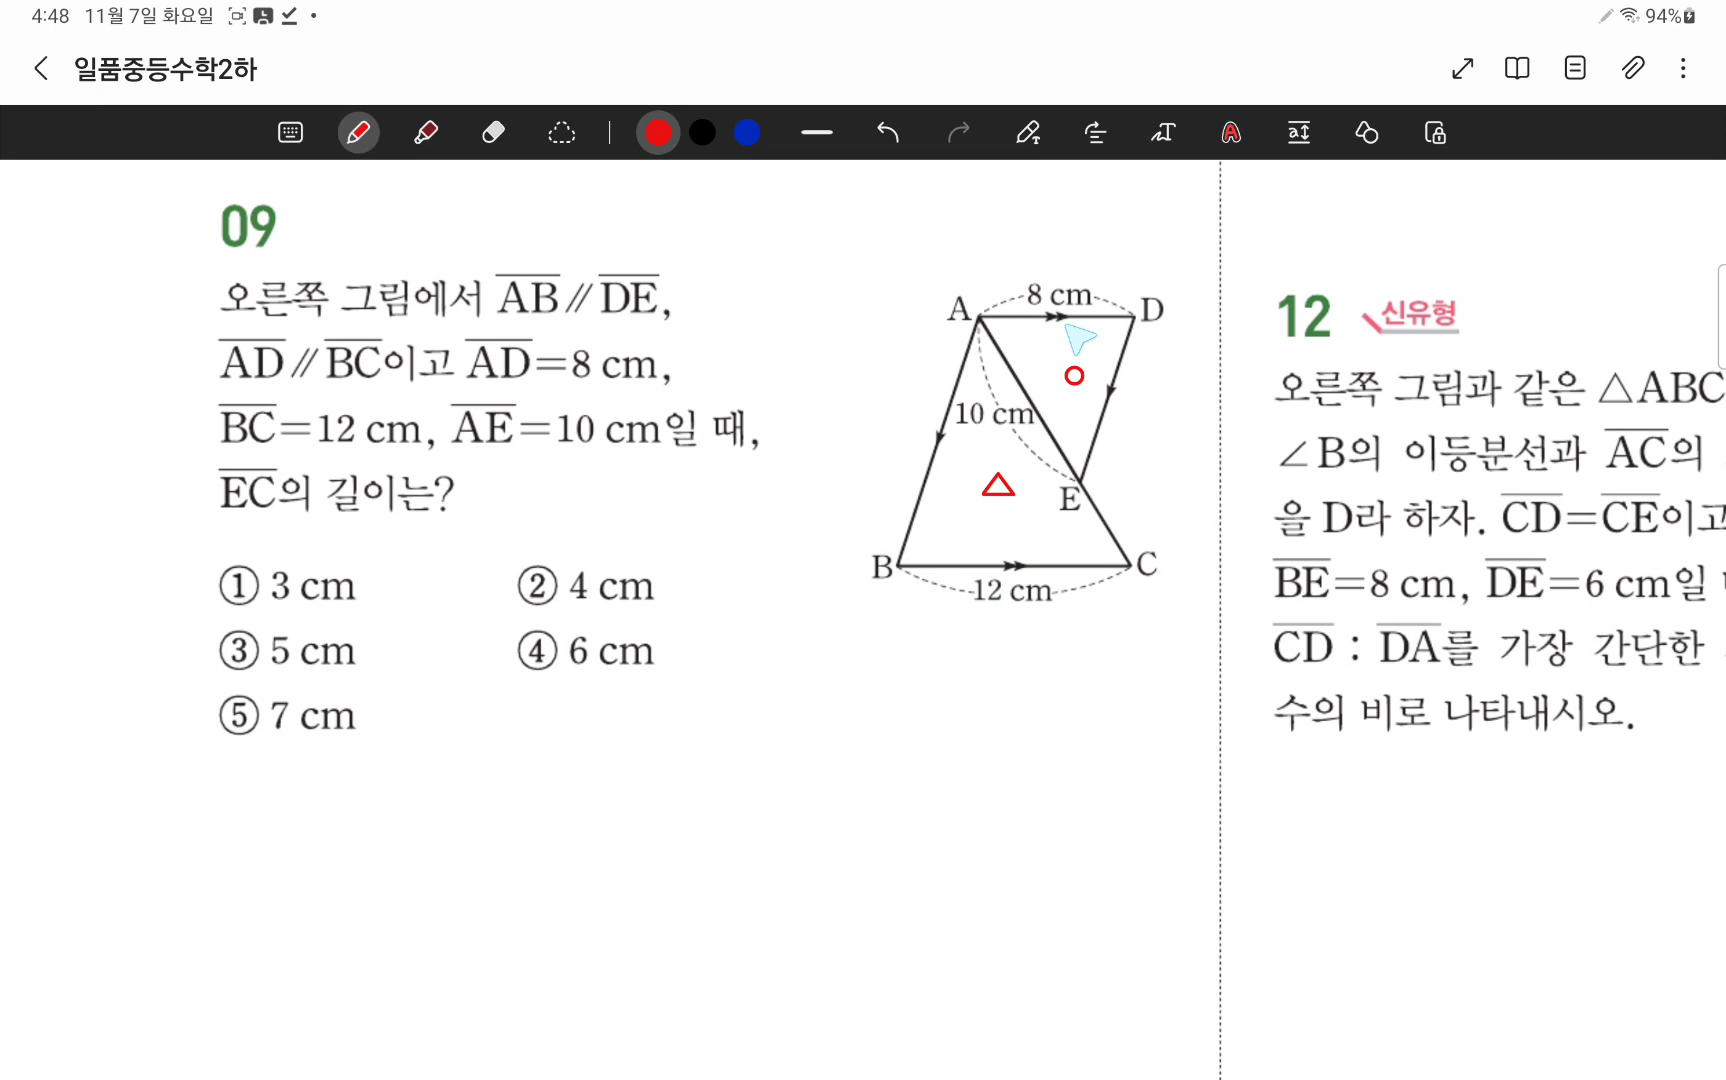 4:48 11월 7일 화요일
94%
일품중등수학2하
09
오른쪽 그림에서 AB∥DE,
AD∥BC이고 AD=8 cm,
BC=12 cm, AE=10 cm일 때,
EC의 길이는?
① 3 cm ② 4 cm
③ 5 cm ④ 6 cm
⑤ 7 cm
A 8 cm D
10 cm
E
B C
12 cm
12 신유형
오른쪽 그림과 같은 △ABC
∠B의 이등분선과 AC의
을 D라 하자. CD=CE이고
BE=8 cm, DE=6 cm일
CD : DA를 가장 간단한
수의 비로 나타내시오.